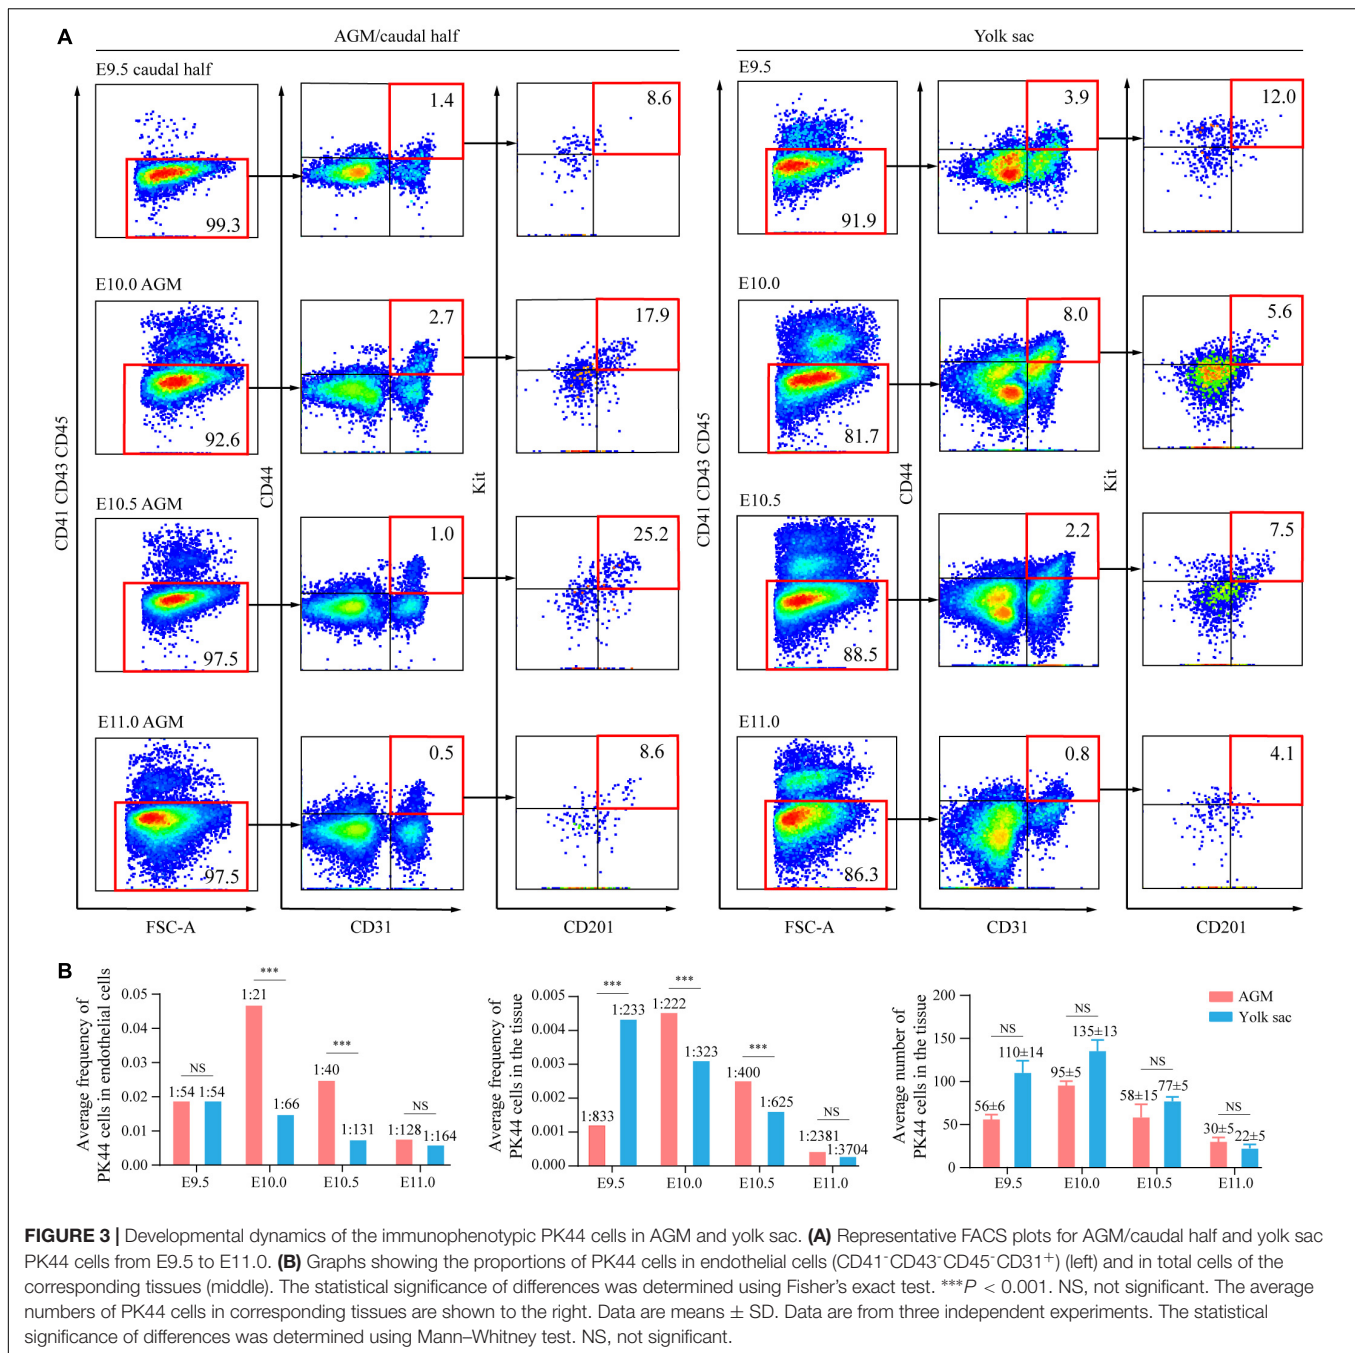 A
AGM/caudal half
Yolk sac
E9.5 caudal half
E9.5
99.3
1.4
8.6
91.9
3.9
12.0
E10.0 AGM
E10.0
92.6
2.7
17.9
81.7
8.0
5.6
E10.5 AGM
E10.5
97.5
1.0
25.2
88.5
2.2
7.5
E11.0 AGM
E11.0
97.5
0.5
8.6
86.3
0.8
4.1
CD41 CD43 CD45
CD44
Kit
CD41 CD43 CD45
CD44
Kit
FSC-A
CD31
CD201
FSC-A
CD31
CD201
B
Average frequency of
PK44 cells in endothelial cells
0.05
0.04
0.03
0.02
0.01
0.00
NS
1:54 1:54
***
1:21
1:66
***
1:40
1:131
NS
1:128
1:164
E9.5 E10.0 E10.5 E11.0
Average frequency of
PK44 cells in the tissue
0.005
0.004
0.003
0.002
0.001
0.000
***
1:833
1:233
***
1:222
1:323
***
1:400
1:625
NS
1:2381
1:3704
E9.5 E10.0 E10.5 E11.0
Average number of
PK44 cells in the tissue
200
150
100
50
0
NS
56±6
110±14
NS
95±5
135±13
NS
58±15
77±5
NS
30±5
22±5
E9.5 E10.0 E10.5 E11.0
AGM
Yolk sac
FIGURE 3 | Developmental dynamics of the immunophenotypic PK44 cells in AGM and yolk sac. (A) Representative FACS plots for AGM/caudal half and yolk sac
PK44 cells from E9.5 to E11.0. (B) Graphs showing the proportions of PK44 cells in endothelial cells (CD41⁻CD43⁻CD45⁻CD31⁺) (left) and in total cells of the
corresponding tissues (middle). The statistical significance of differences was determined using Fisher's exact test. ***P < 0.001. NS, not significant. The average
numbers of PK44 cells in corresponding tissues are shown to the right. Data are means ± SD. Data are from three independent experiments. The statistical
significance of differences was determined using Mann–Whitney test. NS, not significant.